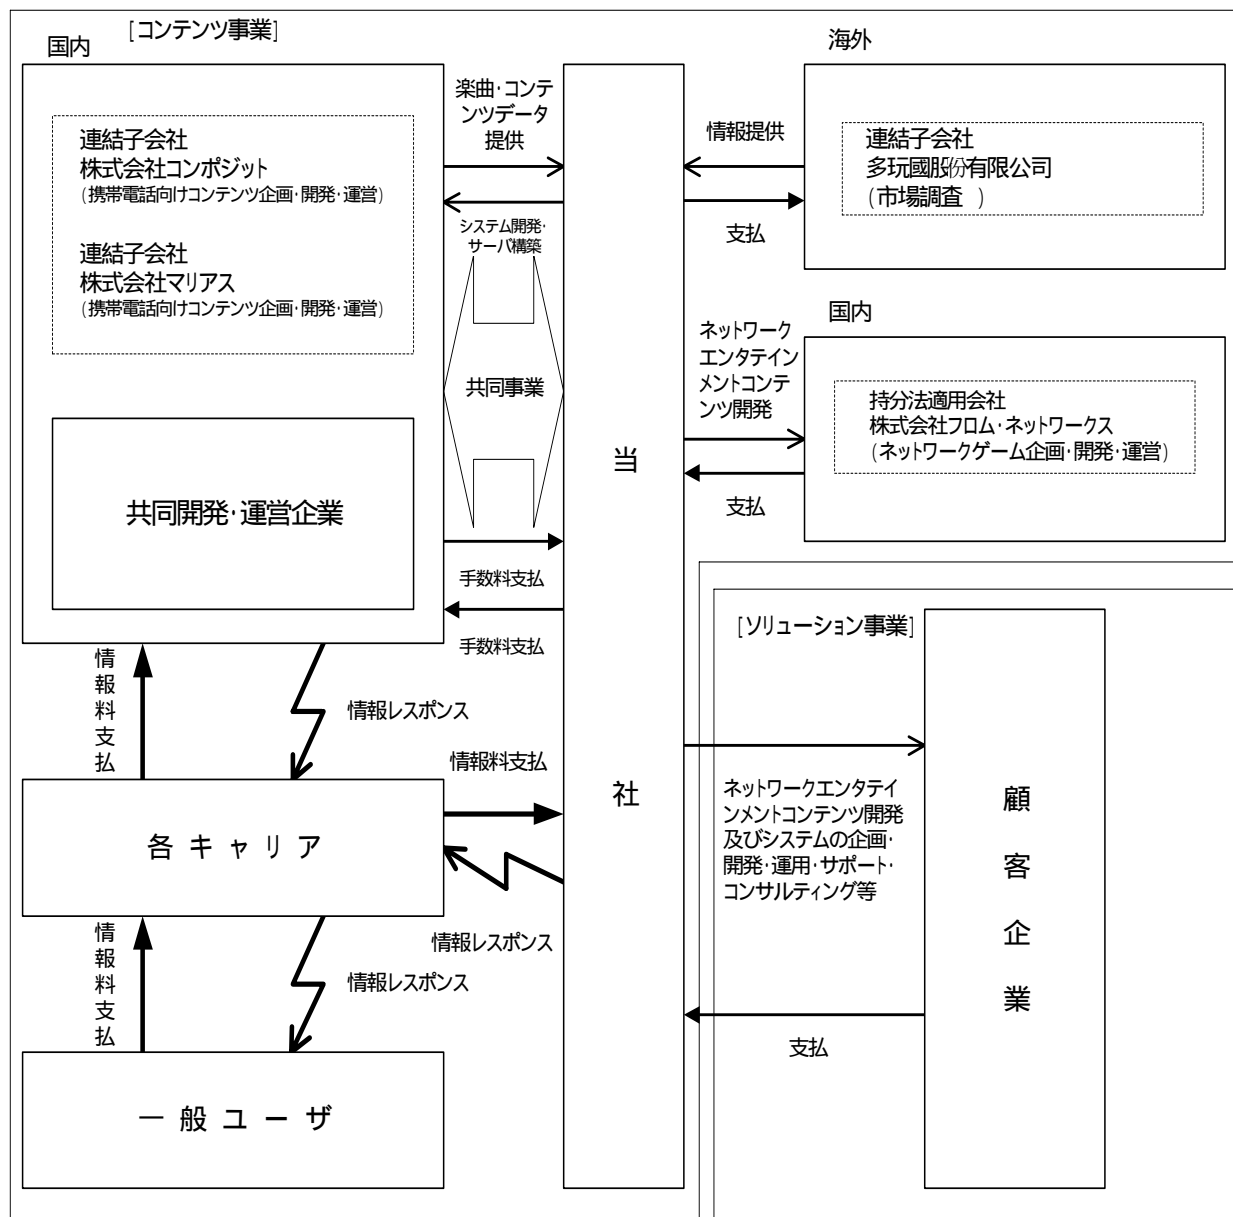 [コンテンツ事業]
国内
連結子会社
株式会社コンポジット
(携帯電話向けコンテンツ企画・開発・運営)
連結子会社
株式会社マリアス
(携帯電話向けコンテンツ企画・開発・運営)
共同開発・運営企業
楽曲・コンテ
ンツデータ
提供
システム開発・
サーバ構築
共同事業
手数料支払
手数料支払
情報料支払
情報レスポンス
情報料支払
各キャリア
情報レスポンス
情報料支払
情報レスポンス
一般ユーザ
当社
海外
情報提供
支払
連結子会社
多玩國股份有限公司
(市場調査 )
国内
ネットワーク
エンタテイン
メントコンテ
ンツ開発
支払
持分法適用会社
株式会社フロム・ネットワークス
(ネットワークゲーム企画・開発・運営)
[ソリューション事業]
ネットワークエンタテイ
ンメントコンテンツ開発
及びシステムの企画・
開発・運用・サポート・
コンサルティング等
支払
顧客企業